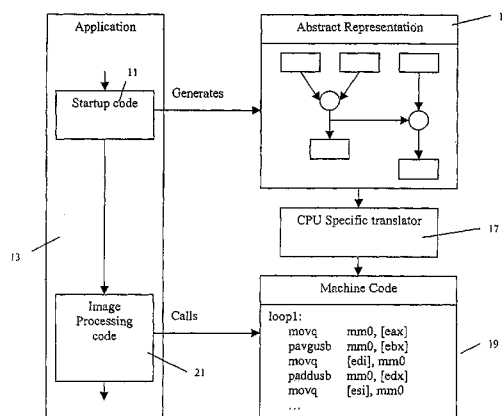 Application
Abstract Representation
11
Startup code
Generates
CPU Specific translator
17
13
Machine Code
Image
Processing
code
Calls
loop1:
movq mm0, [eax]
pavgusb mm0, [ebx]
movq [edi], mm0
paddusb mm0, [edx]
movq [esi], mm0
...
19
21